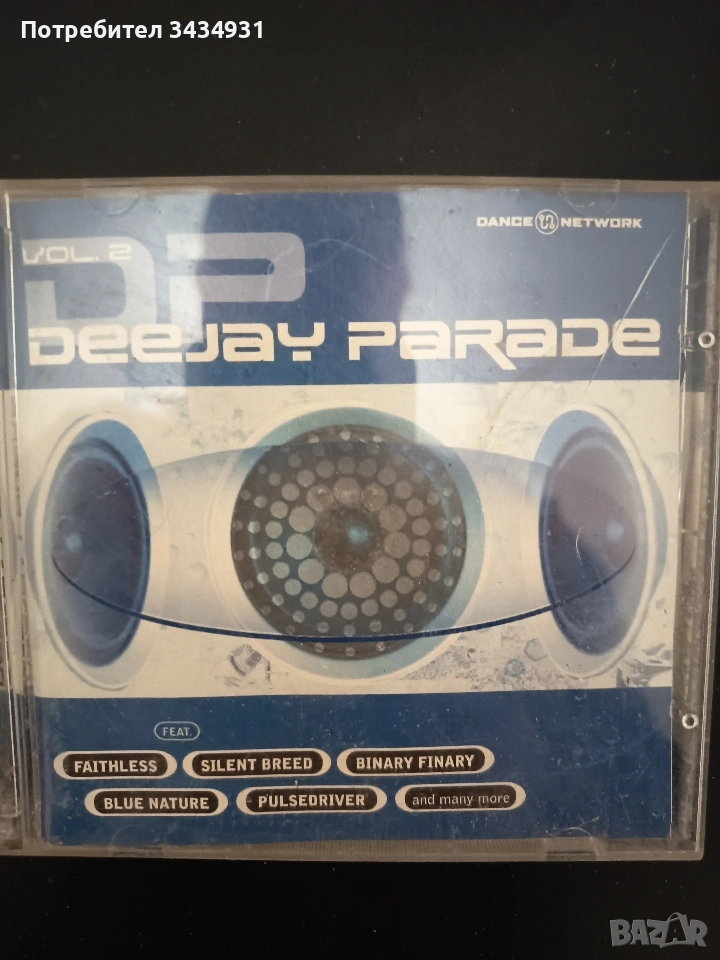 Потребител 3434931
DANCE NETWORK
VOL. 2
DP
DEEJAY PARADE
FEAT.
FAITHLESS SILENT BREED BINARY FINARY
BLUE NATURE PULSEDRIVER and many more
BAZAR